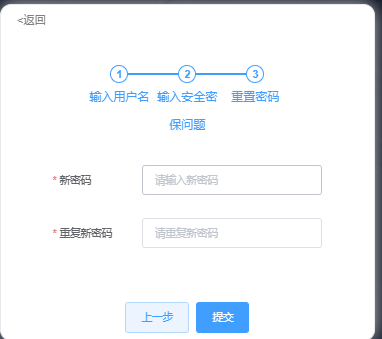 <返回
1 2 3
输入用户名 输入安全密 重置密码
保问题
* 新密码 请输入新密码
* 重复新密码 请重复新密码
上一步 提交